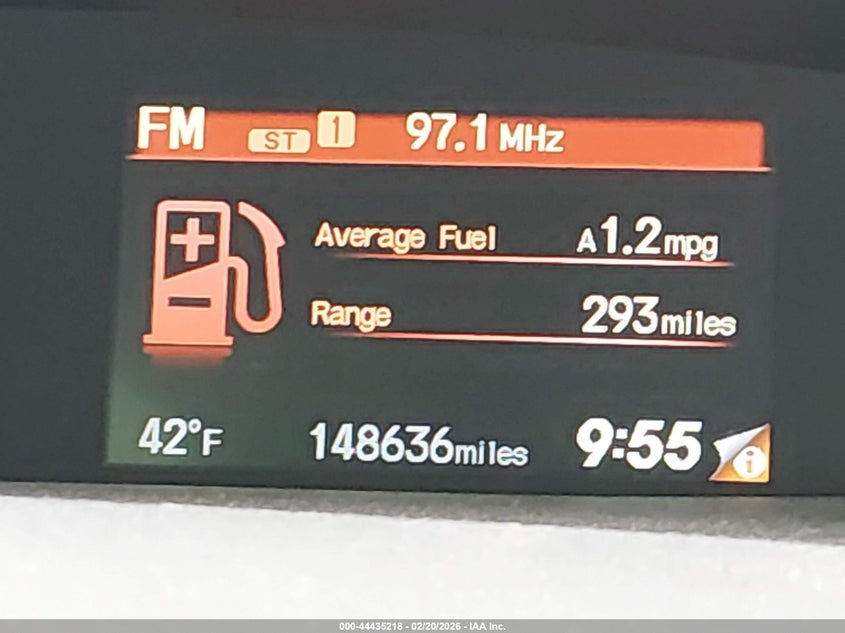 FM ST 1 97.1 MHz
Average Fuel A1.2mpg
Range 293miles
42°F 148636miles 9:55 i
000-44435218 - 02/20/2026 - IAA Inc.